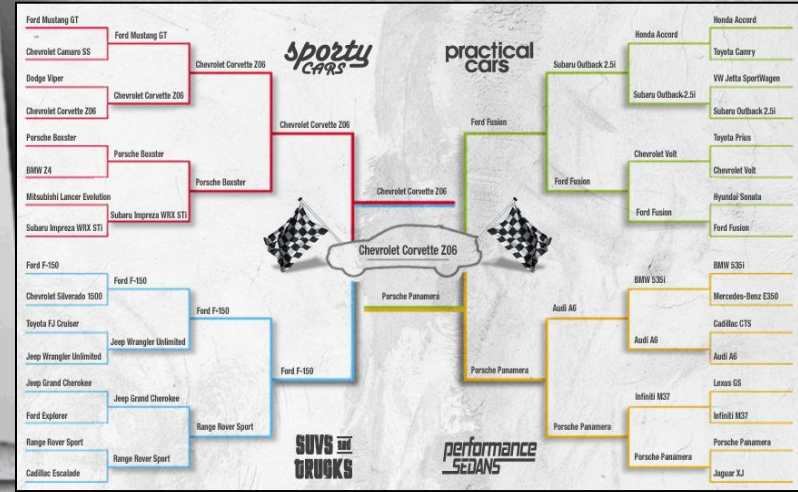 Ford Mustang GT
Chevrolet Camaro SS
Dodge Viper
Chevrolet Corvette Z06
Porsche Boxster
BMW Z4
Mitsubishi Lancer Evolution
Subaru Impreza WRX STi
Ford Mustang GT
Chevrolet Corvette Z06
Porsche Boxster
Subaru Impreza WRX STi
Chevrolet Corvette Z06
Porsche Boxster
Chevrolet Corvette Z06
sporty
CARS
practical
cars
Honda Accord
Toyota Camry
VW Jetta SportWagen
Subaru Outback 2.5i
Toyota Prius
Chevrolet Volt
Hyundai Sonata
Ford Fusion
Honda Accord
Subaru Outback 2.5i
Chevrolet Volt
Ford Fusion
Subaru Outback 2.5i
Ford Fusion
Ford Fusion
Chevrolet Corvette Z06
Chevrolet Corvette Z06
Porsche Panamera
Ford F-150
Chevrolet Silverado 1500
Toyota FJ Cruiser
Jeep Wrangler Unlimited
Jeep Grand Cherokee
Ford Explorer
Range Rover Sport
Cadillac Escalade
Ford F-150
Jeep Wrangler Unlimited
Jeep Grand Cherokee
Range Rover Sport
Ford F-150
Range Rover Sport
Ford F-150
SUVS and
TRUCKS
performance
SEDANS
BMW 535i
Mercedes-Benz E350
Cadillac CTS
Audi A6
Lexus GS
Infiniti M37
Porsche Panamera
Jaguar XJ
BMW 535i
Audi A6
Infiniti M37
Porsche Panamera
Audi A6
Porsche Panamera
Porsche Panamera